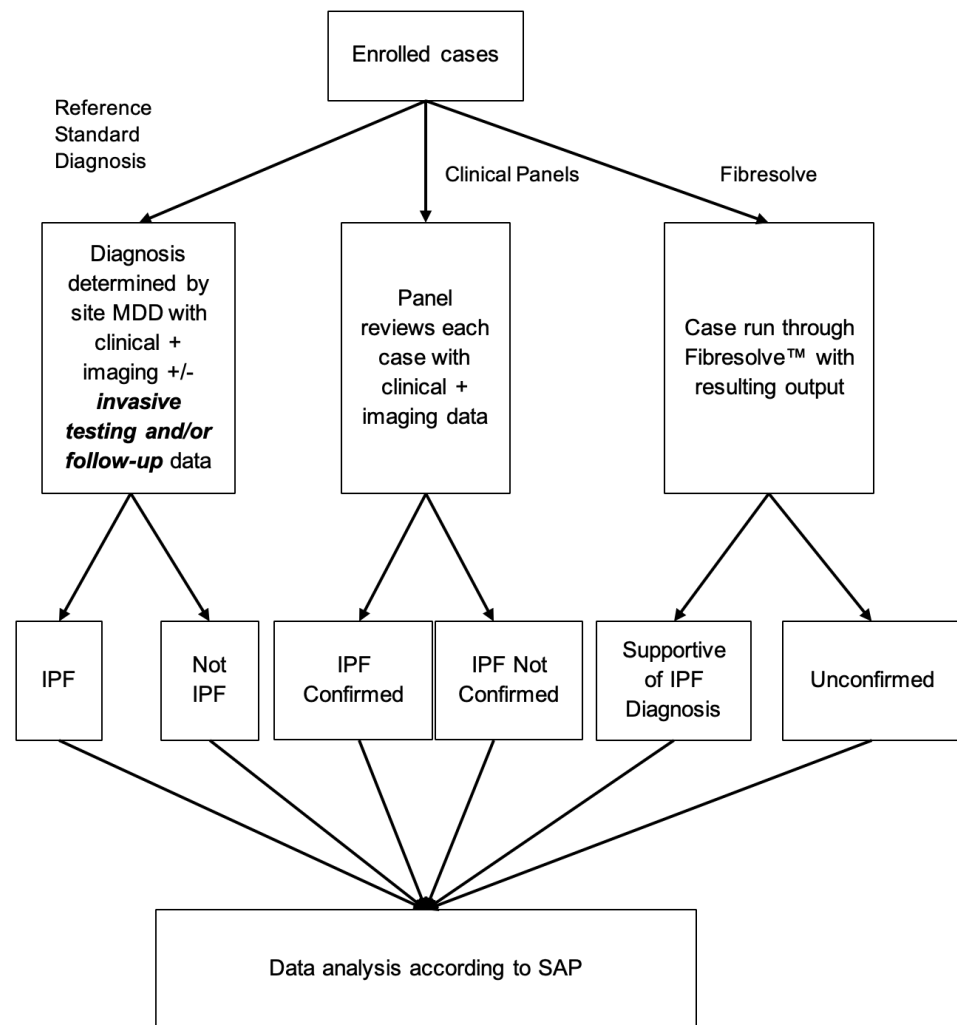 Enrolled cases
Reference
Standard
Diagnosis
Clinical Panels
Fibresolve
Diagnosis
determined by
site MDD with
clinical +
imaging +/-
invasive
testing and/or
follow-up data
Panel
reviews each
case with
clinical +
imaging data
Case run through
Fibresolve™ with
resulting output
IPF
Not
IPF
IPF
Confirmed
IPF Not
Confirmed
Supportive
of IPF
Diagnosis
Unconfirmed
Data analysis according to SAP